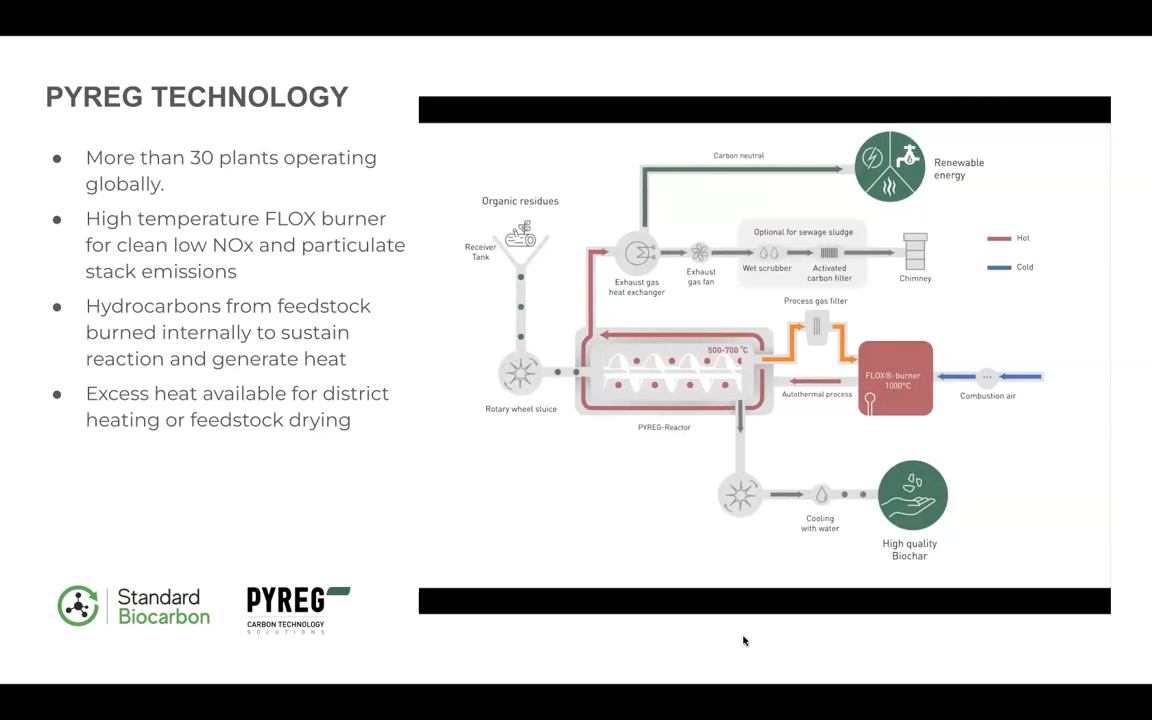 PYREG TECHNOLOGY
● More than 30 plants operating
globally.
● High temperature FLOX burner
for clean low NOx and particulate
stack emissions
● Hydrocarbons from feedstock
burned internally to sustain
reaction and generate heat
● Excess heat available for district
heating or feedstock drying
Standard
Biocarbon
PYREG
CARBON TECHNOLOGY
SOLUTIONS
Carbon neutral
Renewable
energy
Organic residues
Receiver
Tank
Optional for sewage sludge
Exhaust gas
heat exchanger
Exhaust
gas fan
Wet scrubber
Activated
carbon filter
Chimney
Hot
Cold
Process gas filter
500-700 °C
FLOX®-burner
1000°C
Autothermal process
Combustion air
Rotary wheel sluice
PYREG-Reactor
Cooling
with water
High quality
Biochar